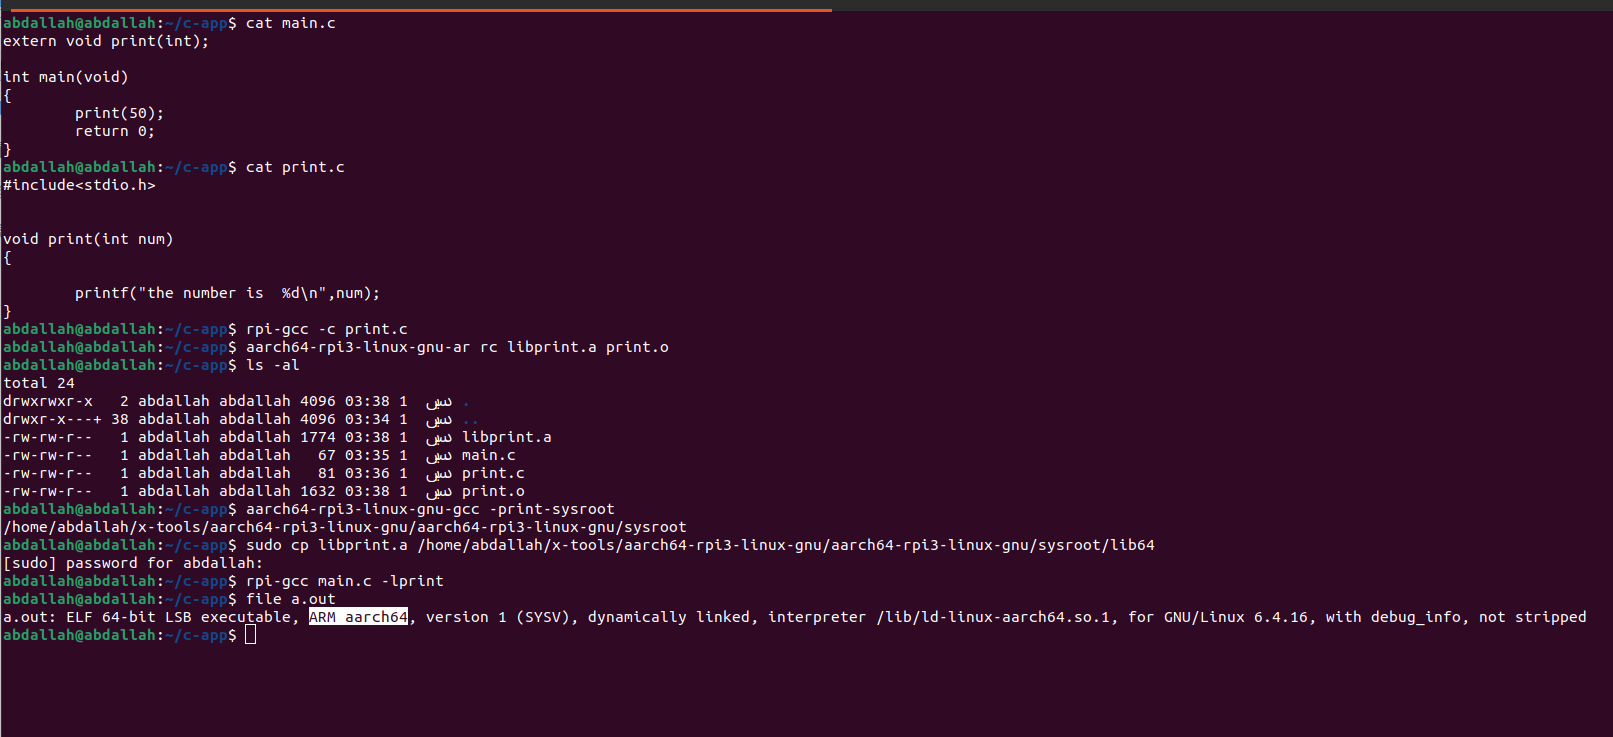 abdallah@abdallah:~/c-app$ cat main.c
extern void print(int);
int main(void)
{
        print(50);
        return 0;
}
abdallah@abdallah:~/c-app$ cat print.c
#include<stdio.h>
void print(int num)
{
        printf("the number is  %d\n",num);
}
abdallah@abdallah:~/c-app$ rpi-gcc -c print.c
abdallah@abdallah:~/c-app$ aarch64-rpi3-linux-gnu-ar rc libprint.a print.o
abdallah@abdallah:~/c-app$ ls -al
total 24
drwxrwxr-x   2 abdallah abdallah 4096 03:38 1  ديس .
drwxr-x---+ 38 abdallah abdallah 4096 03:34 1  ديس ..
-rw-rw-r--   1 abdallah abdallah 1774 03:38 1  ديس libprint.a
-rw-rw-r--   1 abdallah abdallah   67 03:35 1  ديس main.c
-rw-rw-r--   1 abdallah abdallah   81 03:36 1  ديس print.c
-rw-rw-r--   1 abdallah abdallah 1632 03:38 1  ديس print.o
abdallah@abdallah:~/c-app$ aarch64-rpi3-linux-gnu-gcc -print-sysroot
/home/abdallah/x-tools/aarch64-rpi3-linux-gnu/aarch64-rpi3-linux-gnu/sysroot
abdallah@abdallah:~/c-app$ sudo cp libprint.a /home/abdallah/x-tools/aarch64-rpi3-linux-gnu/aarch64-rpi3-linux-gnu/sysroot/lib64
[sudo] password for abdallah:
abdallah@abdallah:~/c-app$ rpi-gcc main.c -lprint
abdallah@abdallah:~/c-app$ file a.out
a.out: ELF 64-bit LSB executable, ARM aarch64, version 1 (SYSV), dynamically linked, interpreter /lib/ld-linux-aarch64.so.1, for GNU/Linux 6.4.16, with debug_info, not stripped
abdallah@abdallah:~/c-app$